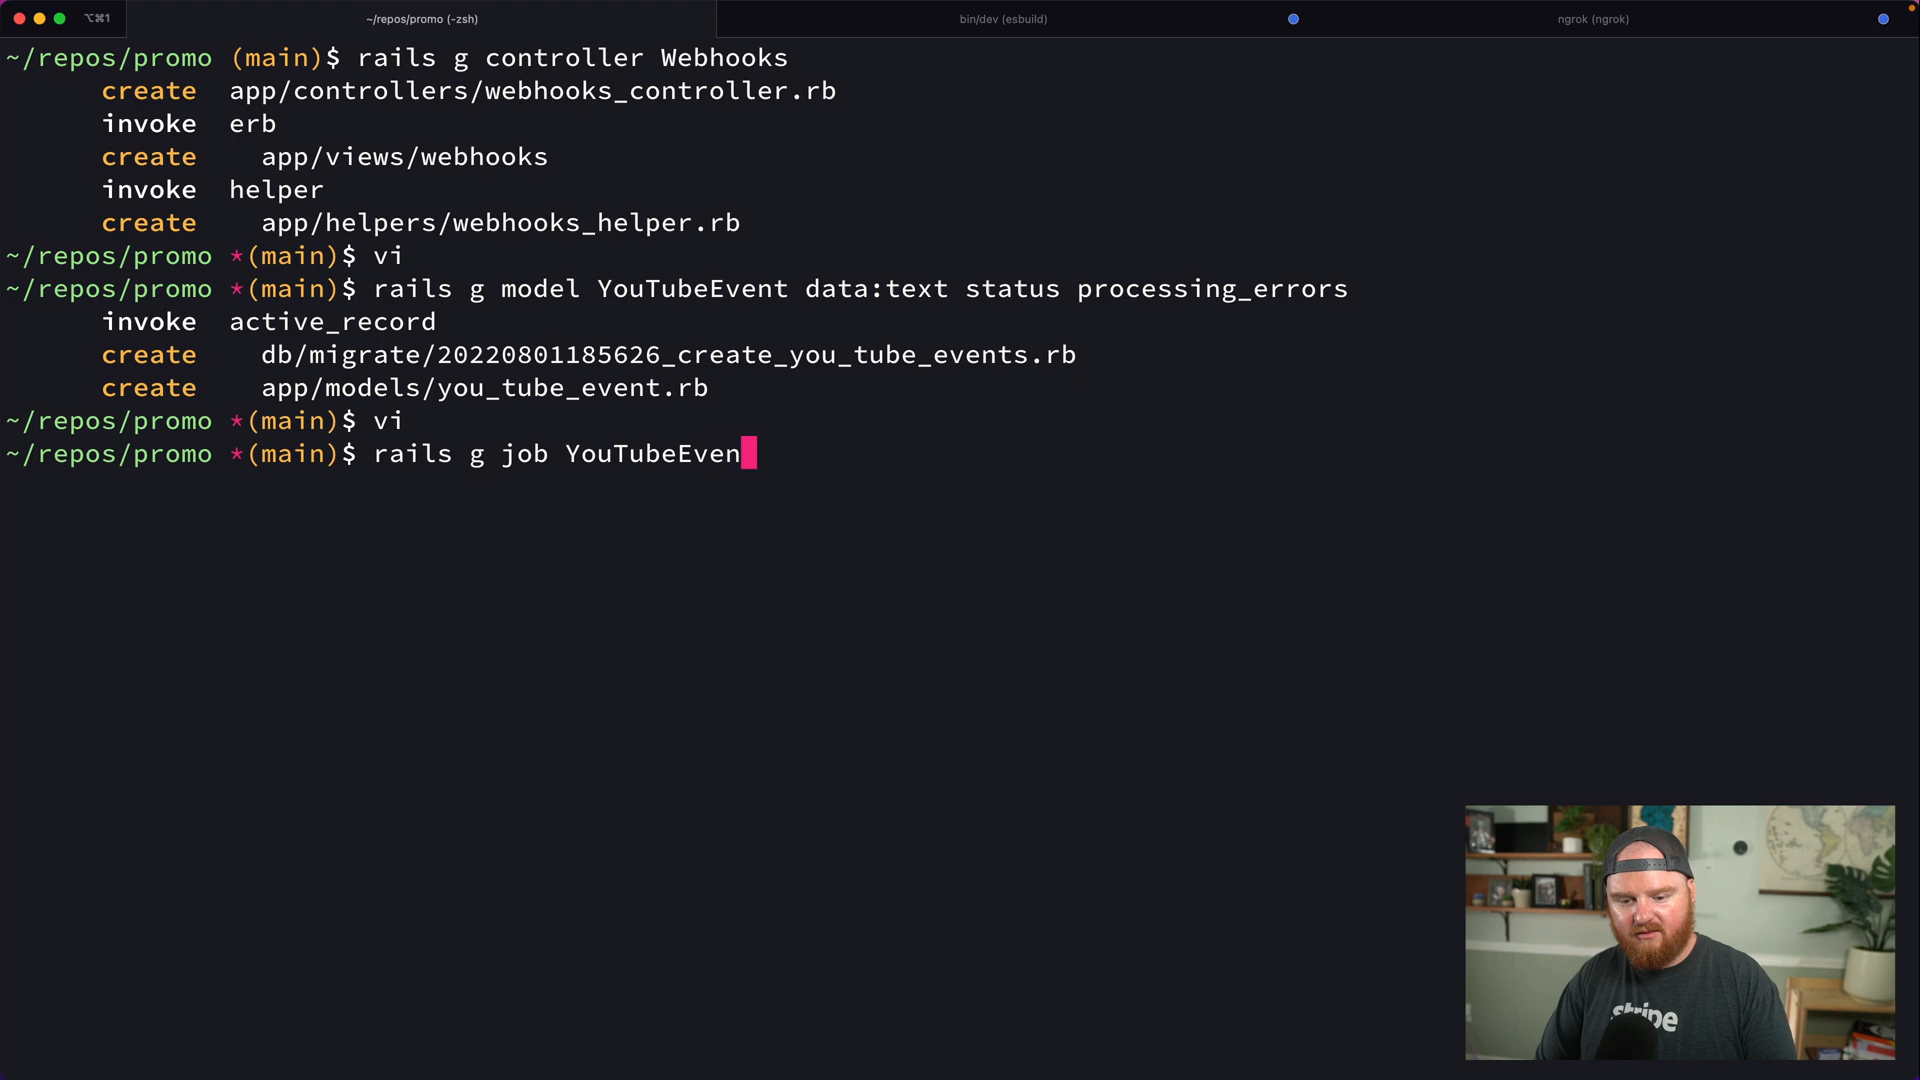 ⌥⌘1
~/repos/promo (-zsh)
bin/dev (esbuild)
ngrok (ngrok)
~/repos/promo (main)$ rails g controller Webhooks
create app/controllers/webhooks_controller.rb
invoke erb
create app/views/webhooks
invoke helper
create app/helpers/webhooks_helper.rb
~/repos/promo *(main)$ vi
~/repos/promo *(main)$ rails g model YouTubeEvent data:text status processing_errors
invoke active_record
create db/migrate/20220801185626_create_you_tube_events.rb
create app/models/you_tube_event.rb
~/repos/promo *(main)$ vi
~/repos/promo *(main)$ rails g job YouTubeEven
stripe